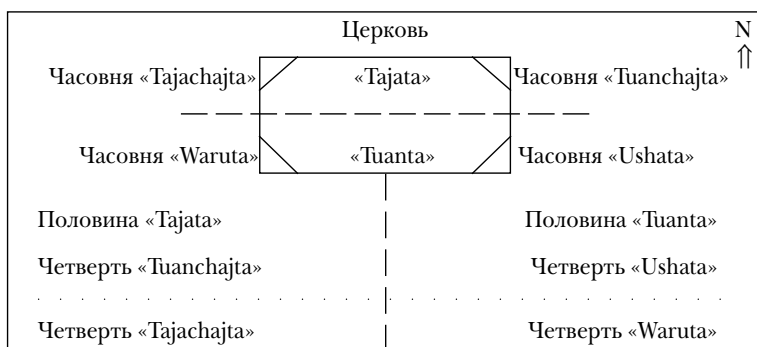 Церковь N
Часовня «Tajachajta» «Tajata» Часовня «Tuanchajta»
Часовня «Waruta» «Tuanta» Часовня «Ushata»
Половина «Tajata» Половина «Tuanta»
Четверть «Tuanchajta» Четверть «Ushata»
Четверть «Tajachajta» Четверть «Waruta»